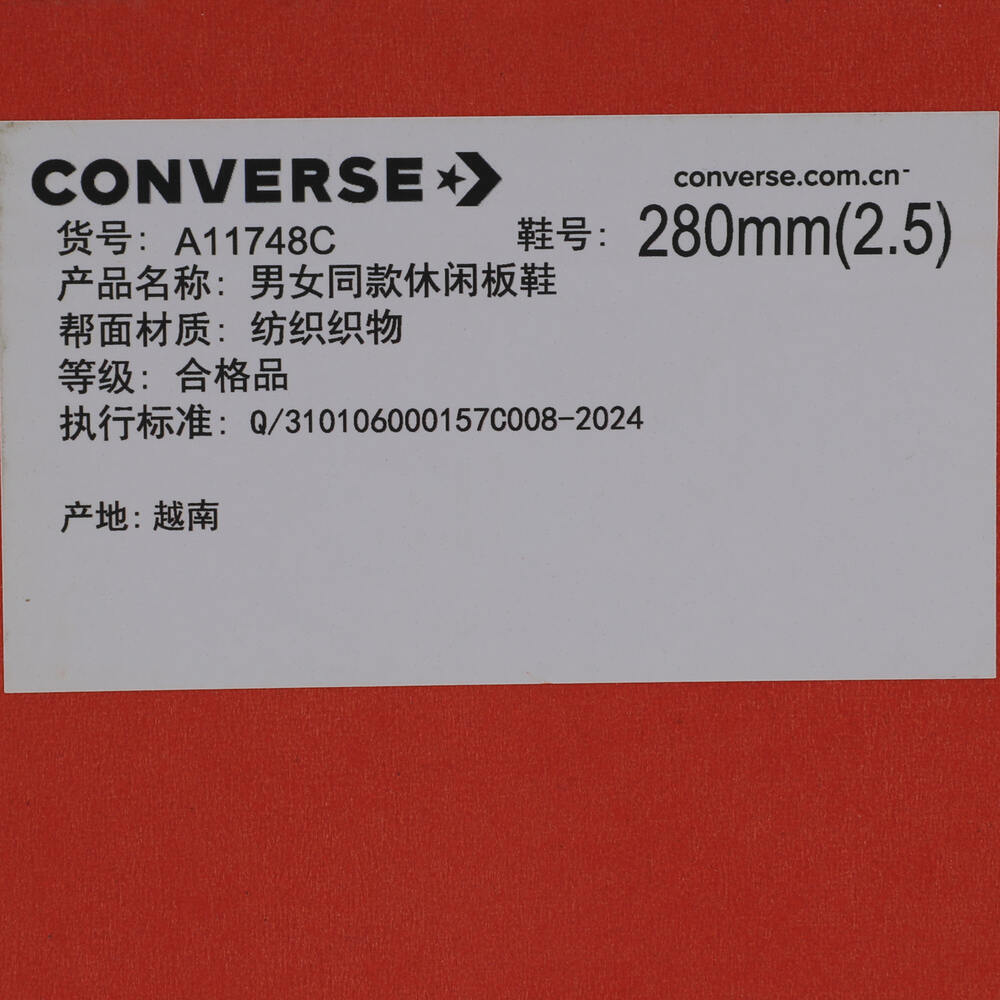 CONVERSE
converse.com.cn
货号: A11748C 鞋号: 280mm(2.5)
产品名称: 男女同款休闲板鞋
帮面材质: 纺织织物
等级: 合格品
执行标准: Q/310106000157C008-2024
产地: 越南